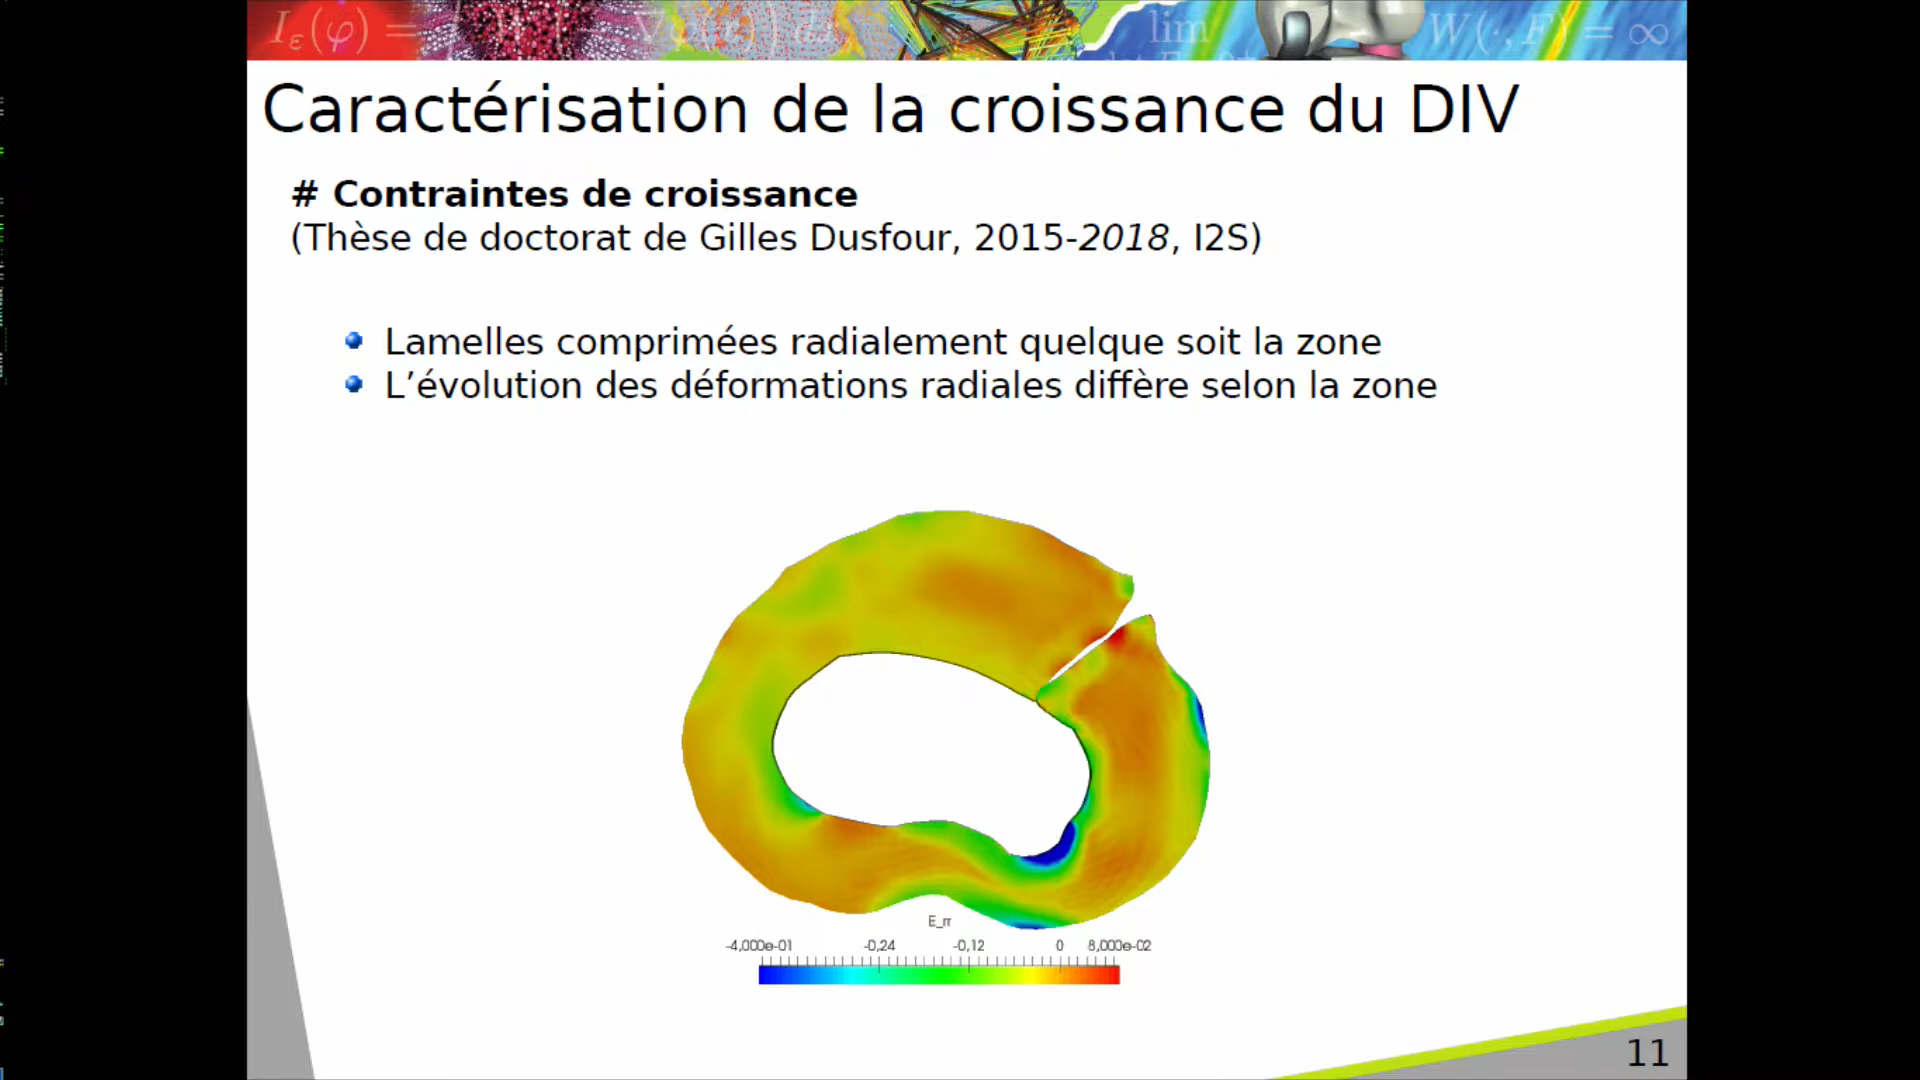 Iε(φ) =
lim
W(·, F) = ∞
Caractérisation de la croissance du DIV
# Contraintes de croissance
(Thèse de doctorat de Gilles Dusfour, 2015-2018, I2S)
Lamelles comprimées radialement quelque soit la zone
L’évolution des déformations radiales diffère selon la zone
E_rr
-4,000e-01 -0,24 -0,12 0 8,000e-02
11